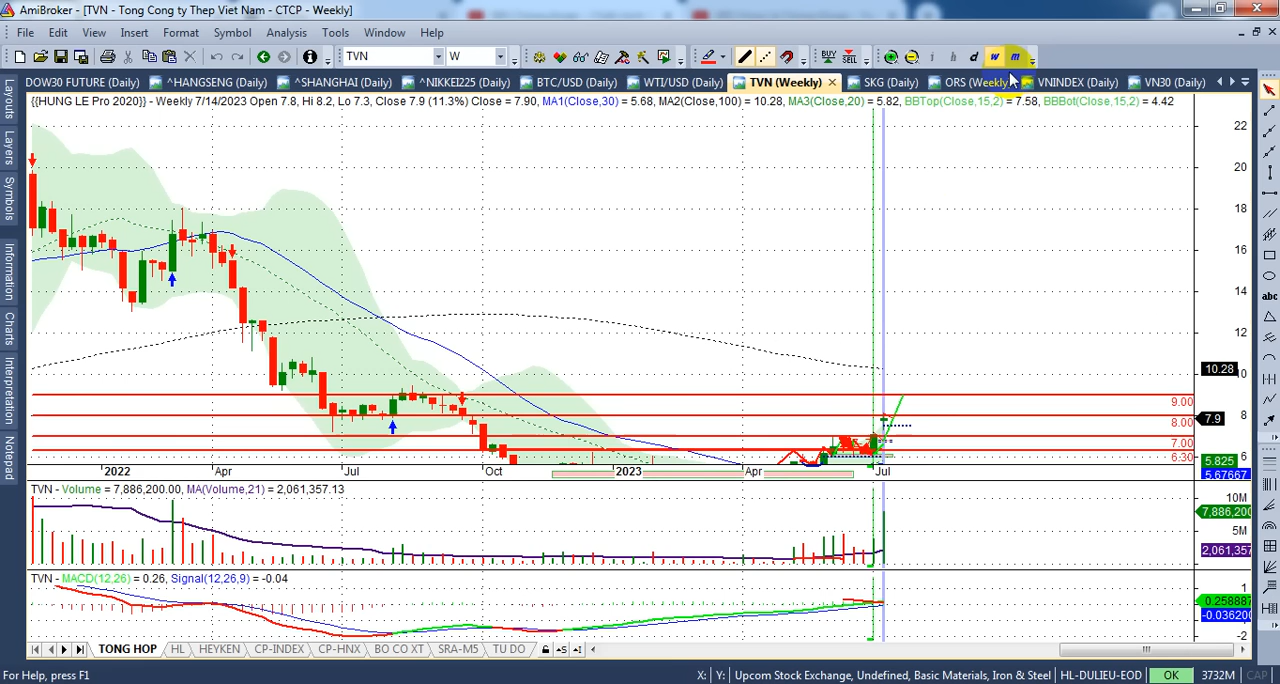 AmiBroker - [TVN - Tong Cong ty Thep Viet Nam - CTCP - Weekly]
File Edit View Insert Format Symbol Analysis Tools Window Help
TVN W BUY SELL i h d w m
DOW30 FUTURE (Daily) ^HANGSENG (Daily) ^SHANGHAI (Daily) ^NIKKEI225 (Daily) BTC/USD (Daily) WTI/USD (Daily) TVN (Weekly) SKG (Daily) ORS (Weekly) VNINDEX (Daily) VN30 (Daily)
{{HUNG LE Pro 2020}} - Weekly 7/14/2023 Open 7.8, Hi 8.2, Lo 7.3, Close 7.9 (11.3%) Close = 7.90, MA1(Close,30) = 5.68, MA2(Close,100) = 10.28, MA3(Close,20) = 5.82, BBTop(Close,15,2) = 7.58, BBBot(Close,15,2) = 4.42
Layouts
Layers
Symbols
Information
Charts
Interpretation
Notepad
abc
22
20
18
16
14
12
10.28
10
9.00
8
7.9
8.00
7.00
6.30
6
5.825
5.67667
2022 Apr Jul Oct 2023 Apr Jul
TVN - Volume = 7,886,200.00, MA(Volume,21) = 2,061,357.13
10M
7,886,200
5M
2,061,357
TVN - MACD(12,26) = 0.26, Signal(12,26,9) = -0.04
1
0.258887
-0.036200
-2
TONG HOP HL HEYKEN CP-INDEX CP-HNX BO CO XT SRA-M5 TU DO
For Help, press F1 X: Y: Upcom Stock Exchange, Undefined, Basic Materials, Iron & Steel HL-DULIEU-EOD OK 3732M CAP